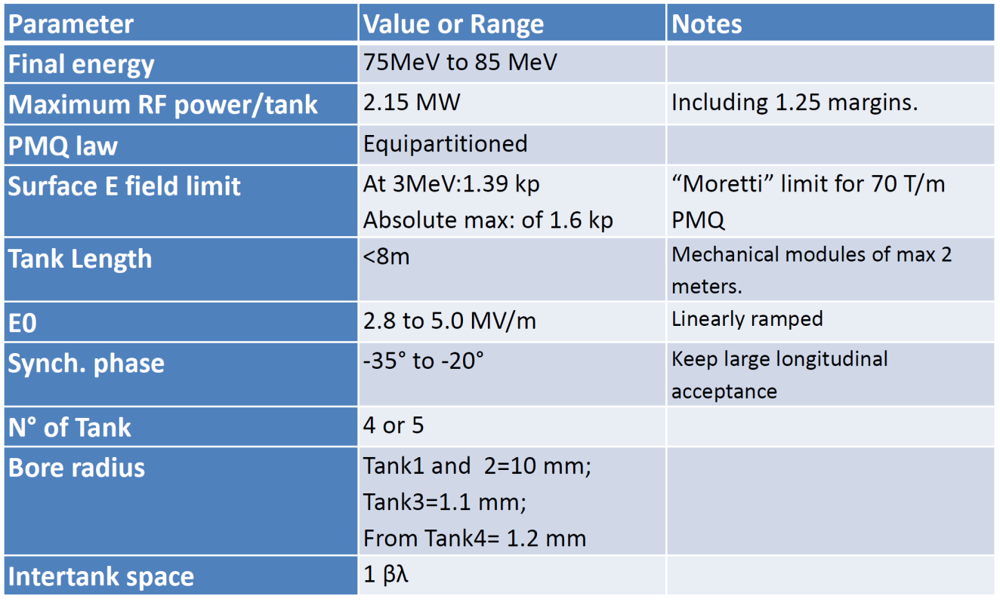 Parameter Value or Range Notes
Final energy 75MeV to 85 MeV
Maximum RF power/tank 2.15 MW Including 1.25 margins.
PMQ law Equipartitioned
Surface E field limit At 3MeV:1.39 kp “Moretti” limit for 70 T/m
Absolute max: of 1.6 kp PMQ
Tank Length <8m Mechanical modules of max 2
meters.
E0 2.8 to 5.0 MV/m Linearly ramped
Synch. phase -35° to -20° Keep large longitudinal
acceptance
N° of Tank 4 or 5
Bore radius Tank1 and 2=10 mm;
Tank3=1.1 mm;
From Tank4= 1.2 mm
Intertank space 1 βλ